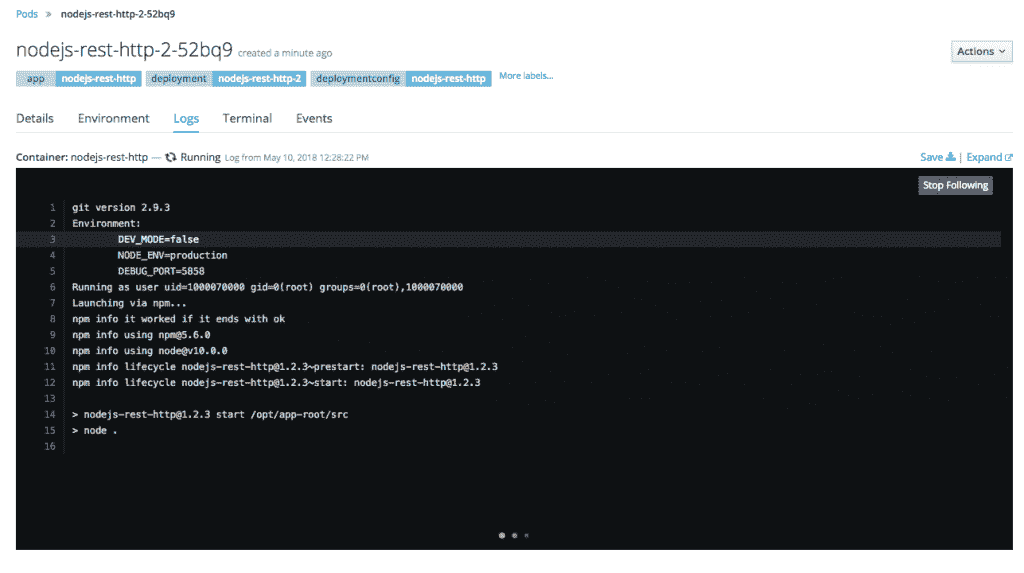 Pods » nodejs-rest-http-2-52bq9
nodejs-rest-http-2-52bq9 created a minute ago
Actions
app nodejs-rest-http deployment nodejs-rest-http-2 deploymentconfig nodejs-rest-http More labels...
Details Environment Logs Terminal Events
Container: nodejs-rest-http — Running Log from May 10, 2018 12:28:22 PM Save | Expand
Stop Following
1 git version 2.9.3
2 Environment:
3 DEV_MODE=false
4 NODE_ENV=production
5 DEBUG_PORT=5858
6 Running as user uid=1000070000 gid=0(root) groups=0(root),1000070000
7 Launching via npm...
8 npm info it worked if it ends with ok
9 npm info using npm@5.6.0
10 npm info using node@v10.0.0
11 npm info lifecycle nodejs-rest-http@1.2.3~prestart: nodejs-rest-http@1.2.3
12 npm info lifecycle nodejs-rest-http@1.2.3~start: nodejs-rest-http@1.2.3
13
14 > nodejs-rest-http@1.2.3 start /opt/app-root/src
15 > node .
16